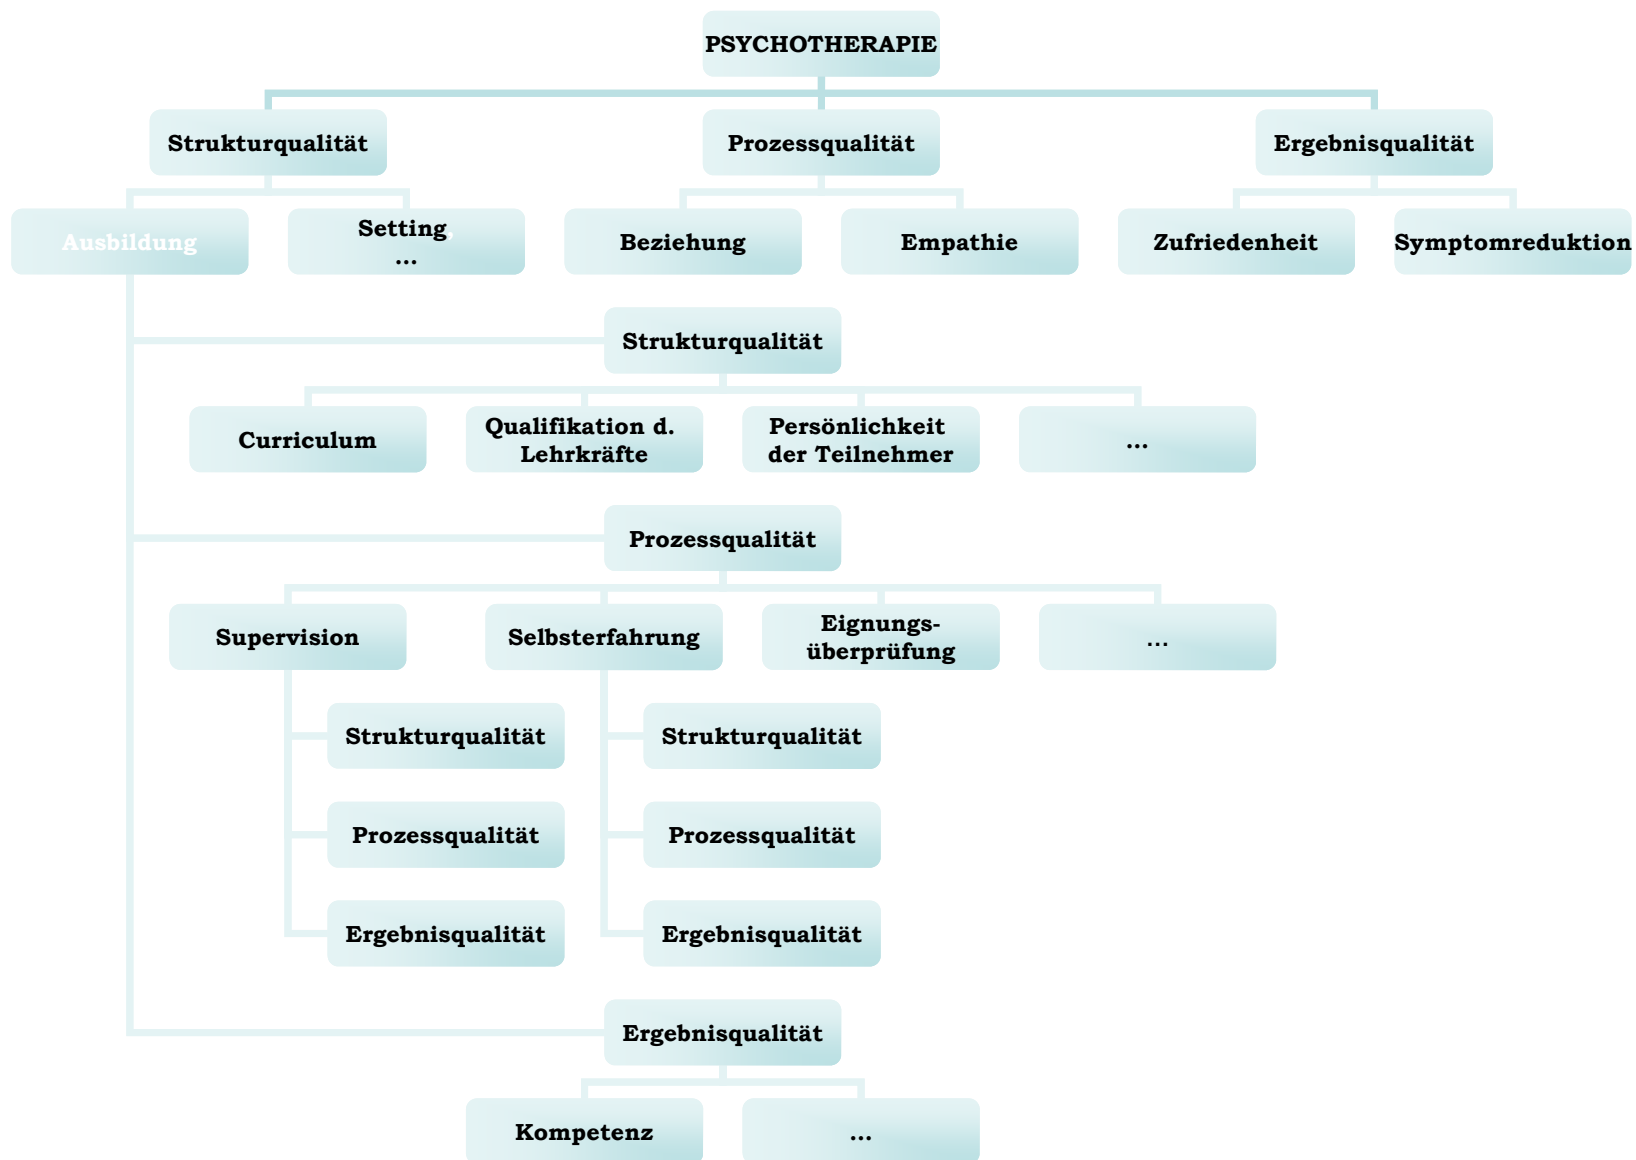 PSYCHOTHERAPIE
Strukturqualität
Prozessqualität
Ergebnisqualität
Ausbildung
Setting,
...
Beziehung
Empathie
Zufriedenheit
Symptomreduktion
Strukturqualität
Curriculum
Qualifikation d.
Lehrkräfte
Persönlichkeit
der Teilnehmer
...
Prozessqualität
Supervision
Selbsterfahrung
Eignungs-
überprüfung
...
Strukturqualität
Strukturqualität
Prozessqualität
Prozessqualität
Ergebnisqualität
Ergebnisqualität
Ergebnisqualität
Kompetenz
...